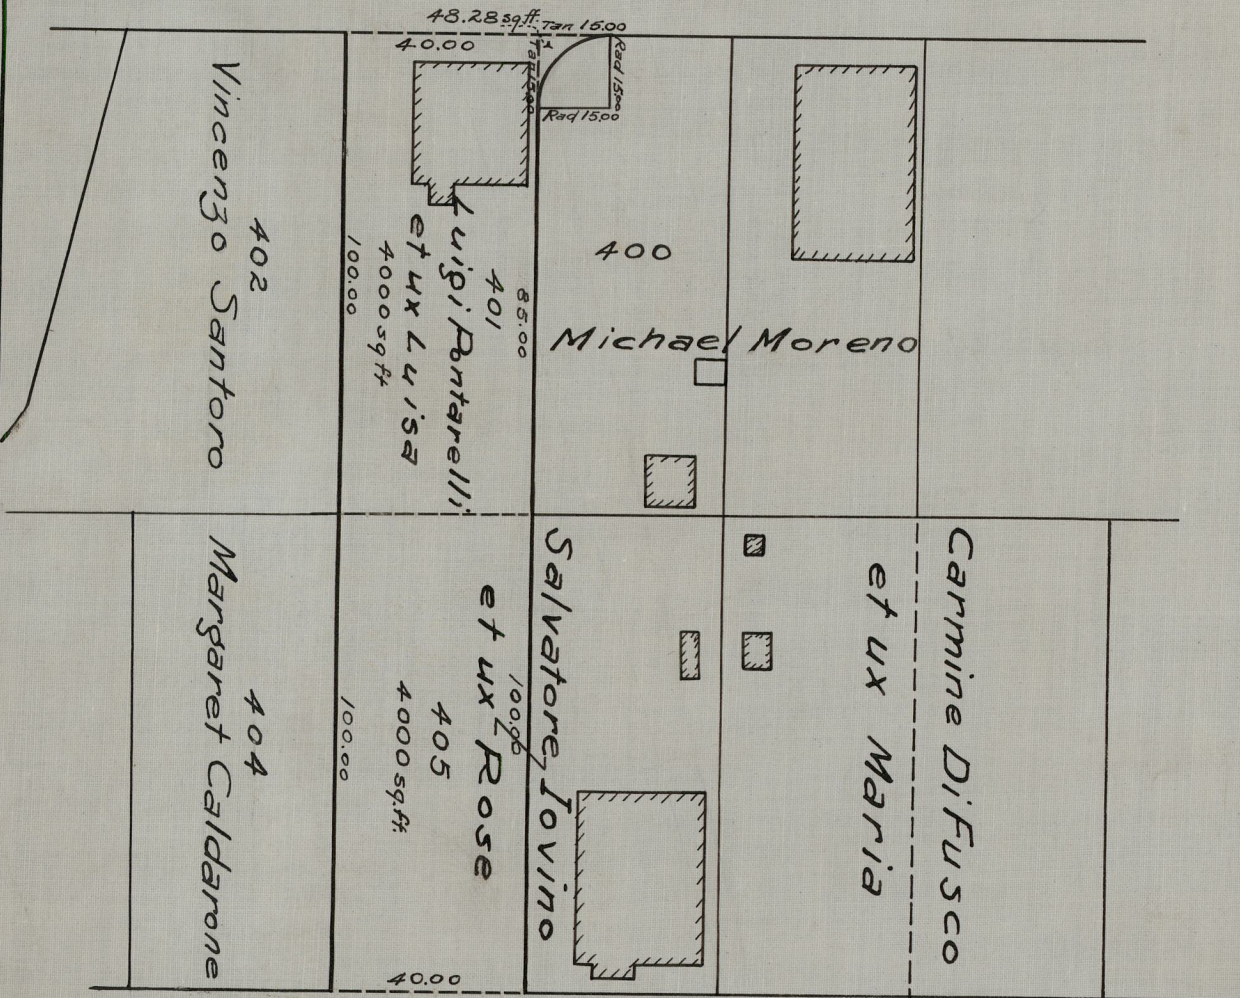 48.28 sq ft.
Tan 15.00
40.00
Tan 15.00
Rad 15.00
Rad 15.00
Vincenzo Santoro
402
100.00
Luigi Pontarelli
et ux Luisa
401
4000 sq ft
85.00
400
Michael Moreno
Margaret Caldarone
404
100.00
Salvatore Iovino
et ux Rose
100.00
405
4000 sq. ft.
40.00
Carmine DiFusco
et ux Maria